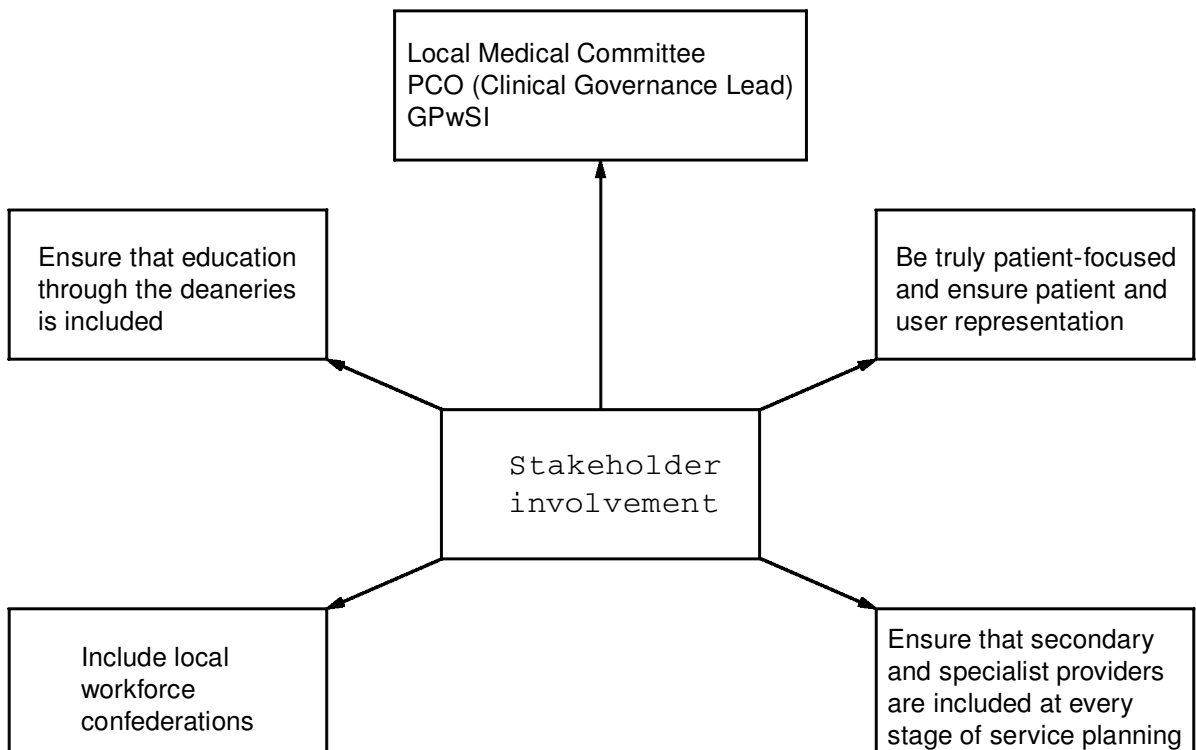 Local Medical Committee
PCO (Clinical Governance Lead)
GPwSI
Ensure that education
through the deaneries
is included
Be truly patient-focused
and ensure patient and
user representation
Stakeholder
involvement
Include local
workforce
confederations
Ensure that secondary
and specialist providers
are included at every
stage of service planning